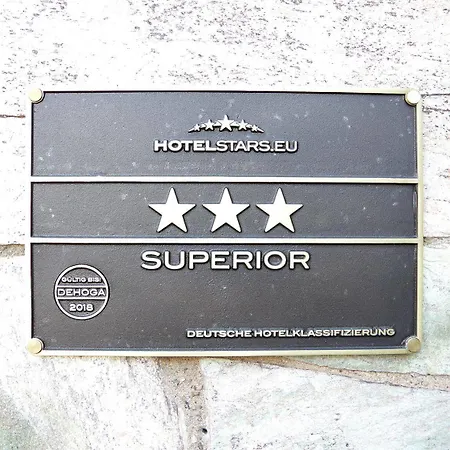 HOTELSTARS.EU
SUPERIOR
GÜLTIG BIS:
DEHOGA
2018
DEUTSCHE HOTELKLASSIFIZIERUNG